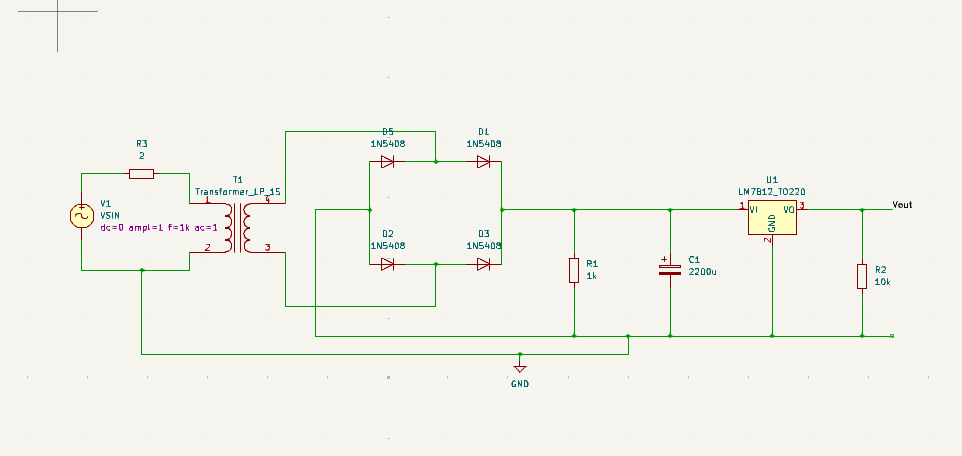 R3
2
V1
VSIN
dc=0 ampl=1 f=1k ac=1
T1
Transformer_1P_1S
1
4
2
3
D5
1N5408
D1
1N5408
D2
1N5408
D3
1N5408
R1
1k
+
C1
2200u
U1
LM7812_TO220
1
VI
VO
3
GND
2
Vout
R2
10k
GND